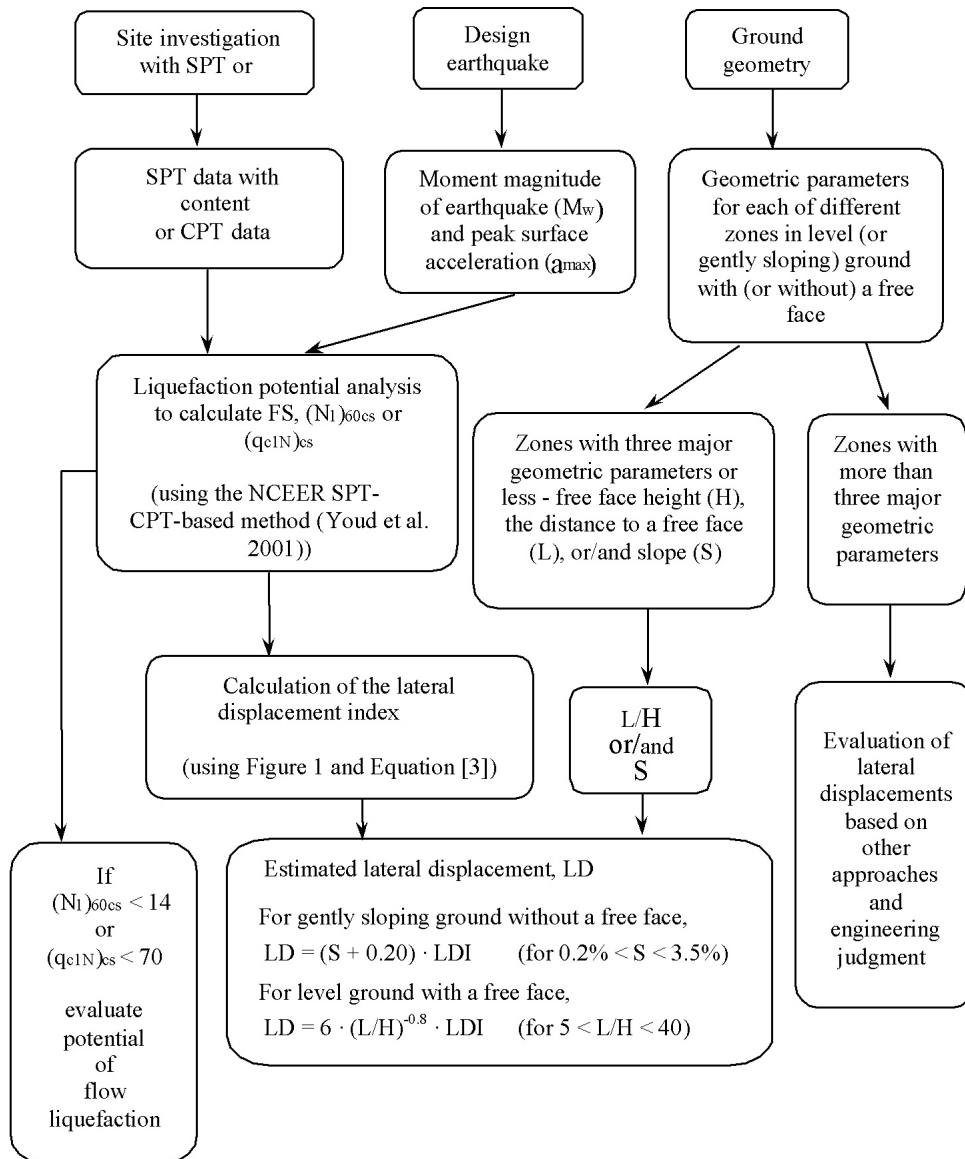 Site investigation
with SPT or
Design
earthquake
Ground
geometry
SPT data with
content
or CPT data
Moment magnitude
of earthquake (Mw)
and peak surface
acceleration (amax)
Geometric parameters
for each of different
zones in level (or
gently sloping) ground
with (or without) a free
face
Liquefaction potential analysis
to calculate FS, (N1)60cs or
(qc1N)cs
(using the NCEER SPT-
CPT-based method (Youd et al.
2001))
Zones with three major
geometric parameters or
less - free face height (H),
the distance to a free face
(L), or/and slope (S)
Zones with
more than
three major
geometric
parameters
Calculation of the lateral
displacement index
(using Figure 1 and Equation [3])
L/H
or/and
S
Evaluation of
lateral
displacements
based on
other
approaches
and
engineering
judgment
If
(N1)60cs < 14
or
(qc1N)cs < 70
evaluate
potential
of
flow
liquefaction
Estimated lateral displacement, LD
For gently sloping ground without a free face,
LD = (S + 0.20) · LDI (for 0.2% < S < 3.5%)
For level ground with a free face,
LD = 6 · (L/H)^-0.8 · LDI (for 5 < L/H < 40)